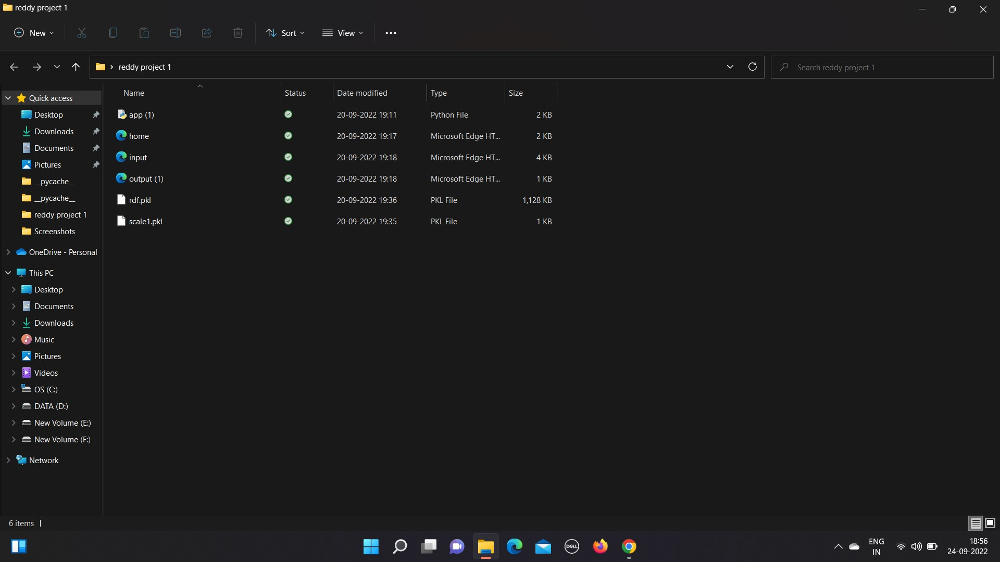 reddy project 1
New
Sort
View
reddy project 1
Search reddy project 1
Name Status Date modified Type Size
app (1) 20-09-2022 19:11 Python File 2 KB
home 20-09-2022 19:17 Microsoft Edge HT... 2 KB
input 20-09-2022 19:18 Microsoft Edge HT... 4 KB
output (1) 20-09-2022 19:18 Microsoft Edge HT... 1 KB
rdf.pkl 20-09-2022 19:36 PKL File 1,128 KB
scale1.pkl 20-09-2022 19:35 PKL File 1 KB
Quick access
Desktop
Downloads
Documents
Pictures
__pycache__
__pycache__
reddy project 1
Screenshots
OneDrive - Personal
This PC
Desktop
Documents
Downloads
Music
Pictures
Videos
OS (C:)
DATA (D:)
New Volume (E:)
New Volume (F:)
Network
6 items
DELL
ENG
IN
18:56
24-09-2022